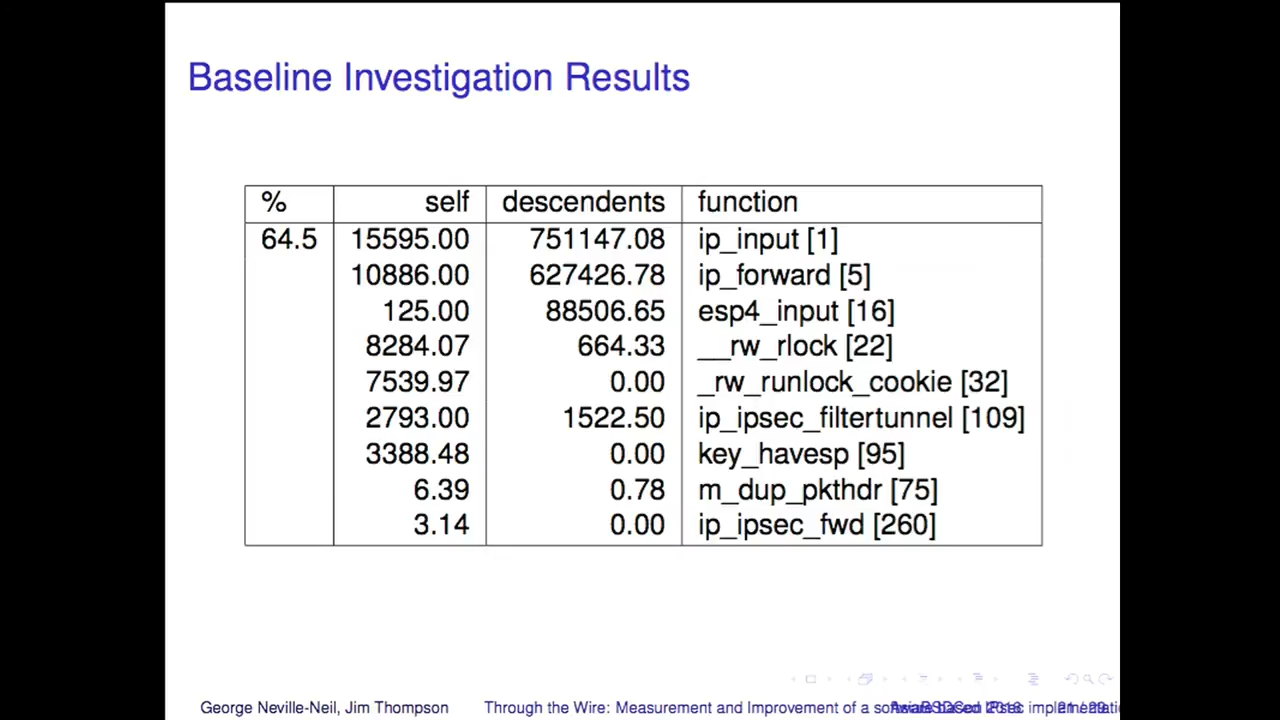 Baseline Investigation Results
% self descendents function
64.5 15595.00 751147.08 ip_input [1]
10886.00 627426.78 ip_forward [5]
125.00 88506.65 esp4_input [16]
8284.07 664.33 __rw_rlock [22]
7539.97 0.00 _rw_runlock_cookie [32]
2793.00 1522.50 ip_ipsec_filtertunnel [109]
3388.48 0.00 key_havesp [95]
6.39 0.78 m_dup_pkthdr [75]
3.14 0.00 ip_ipsec_fwd [260]
George Neville-Neil, Jim Thompson Through the Wire: Measurement and Improvement of a